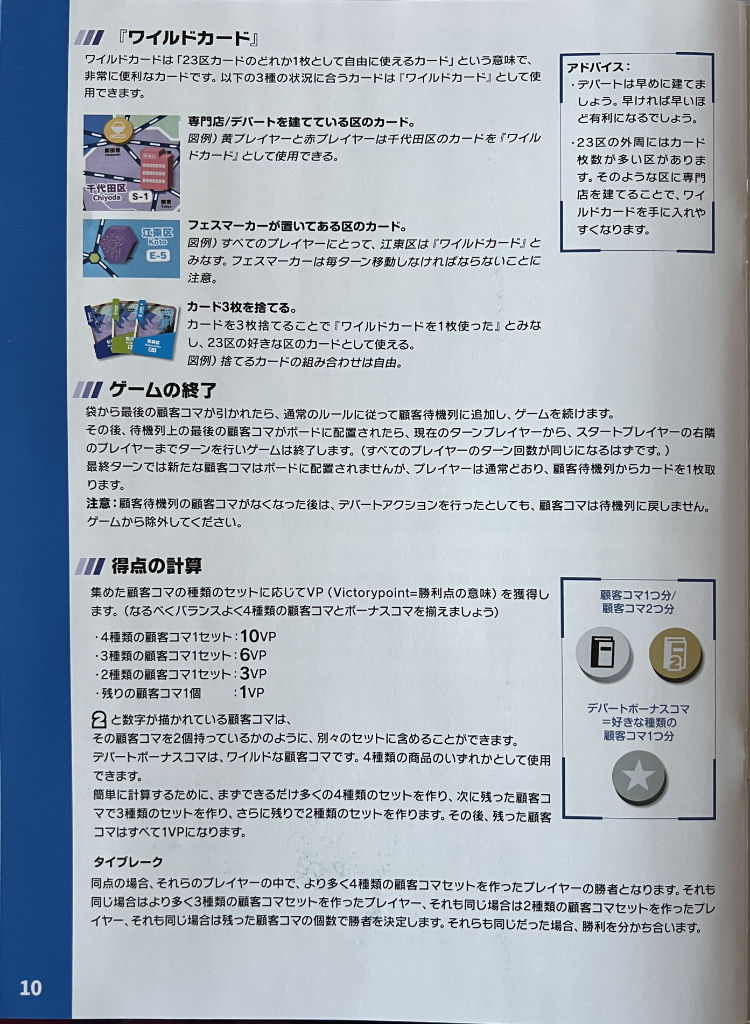 『ワイルドカード』
ワイルドカードは「23区カードのどれか1枚として自由に使えるカード」という意味で、
非常に便利なカードです。以下の3種の状況に合うカードは『ワイルドカード』として使
用できます。
専門店/デパートを建てている区のカード。
図例）黄プレイヤーと赤プレイヤーは千代田区のカードを『ワイル
ドカード』として使用できる。
千代田区
Chiyoda
S-1
フェスマーカーが置いてある区のカード。
図例）すべてのプレイヤーにとって、江東区は『ワイルドカード』と
みなす。フェスマーカーは毎ターン移動しなければならないことに
注意。
江東区
Koto
E-5
カード3枚を捨てる。
カードを3枚捨てることで『ワイルドカードを1枚使った』とみな
し、23区の好きな区のカードとして使える。
図例）捨てるカードの組み合わせは自由。
アドバイス：
・デパートは早めに建てま
しょう。早ければ早いほ
ど有利になるでしょう。
・23区の外周にはカード
枚数が多い区がありま
す。そのような区に専門
店を建てることで、ワイ
ルドカードを手に入れや
すくなります。
ゲームの終了
袋から最後の顧客コマが引かれたら、通常のルールに従って顧客待機列に追加し、ゲームを続けます。
その後、待機列上の最後の顧客コマがボードに配置されたら、現在のターンプレイヤーから、スタートプレイヤーの右隣
のプレイヤーまでターンを行いゲームは終了します。（すべてのプレイヤーのターン回数が同じになるはずです。）
最終ターンでは新たな顧客コマはボードに配置されませんが、プレイヤーは通常どおり、顧客待機列からカードを1枚取
ります。
注意：顧客待機列の顧客コマがなくなった後は、デパートアクションを行ったとしても、顧客コマは待機列に戻しません。
ゲームから除外してください。
得点の計算
集めた顧客コマの種類のセットに応じてVP（Victorypoint=勝利点の意味）を獲得し
ます。（なるべくバランスよく4種類の顧客コマとボーナスコマを揃えましょう）
・4種類の顧客コマ1セット：10VP
・3種類の顧客コマ1セット：6VP
・2種類の顧客コマ1セット：3VP
・残りの顧客コマ1個　　：1VP
2と数字が描かれている顧客コマは、
その顧客コマを2個持っているかのように、別々のセットに含めることができます。
デパートボーナスコマは、ワイルドな顧客コマです。4種類の商品のいずれかとして使用
できます。
簡単に計算するために、まずできるだけ多くの4種類のセットを作り、次に残った顧客コ
マで3種類のセットを作り、さらに残りで2種類のセットを作ります。その後、残った顧客
コマはすべて1VPになります。
顧客コマ1つ分/
顧客コマ2つ分
2
デパートボーナスコマ
＝好きな種類の
顧客コマ1つ分
タイブレーク
同点の場合、それらのプレイヤーの中で、より多く4種類の顧客コマセットを作ったプレイヤーの勝者となります。それも
同じ場合はより多く3種類の顧客コマセットを作ったプレイヤー、それも同じ場合は2種類の顧客コマセットを作ったプレ
イヤー、それも同じ場合は残った顧客コマの個数で勝者を決定します。それらも同じだった場合、勝利を分かち合います。
10